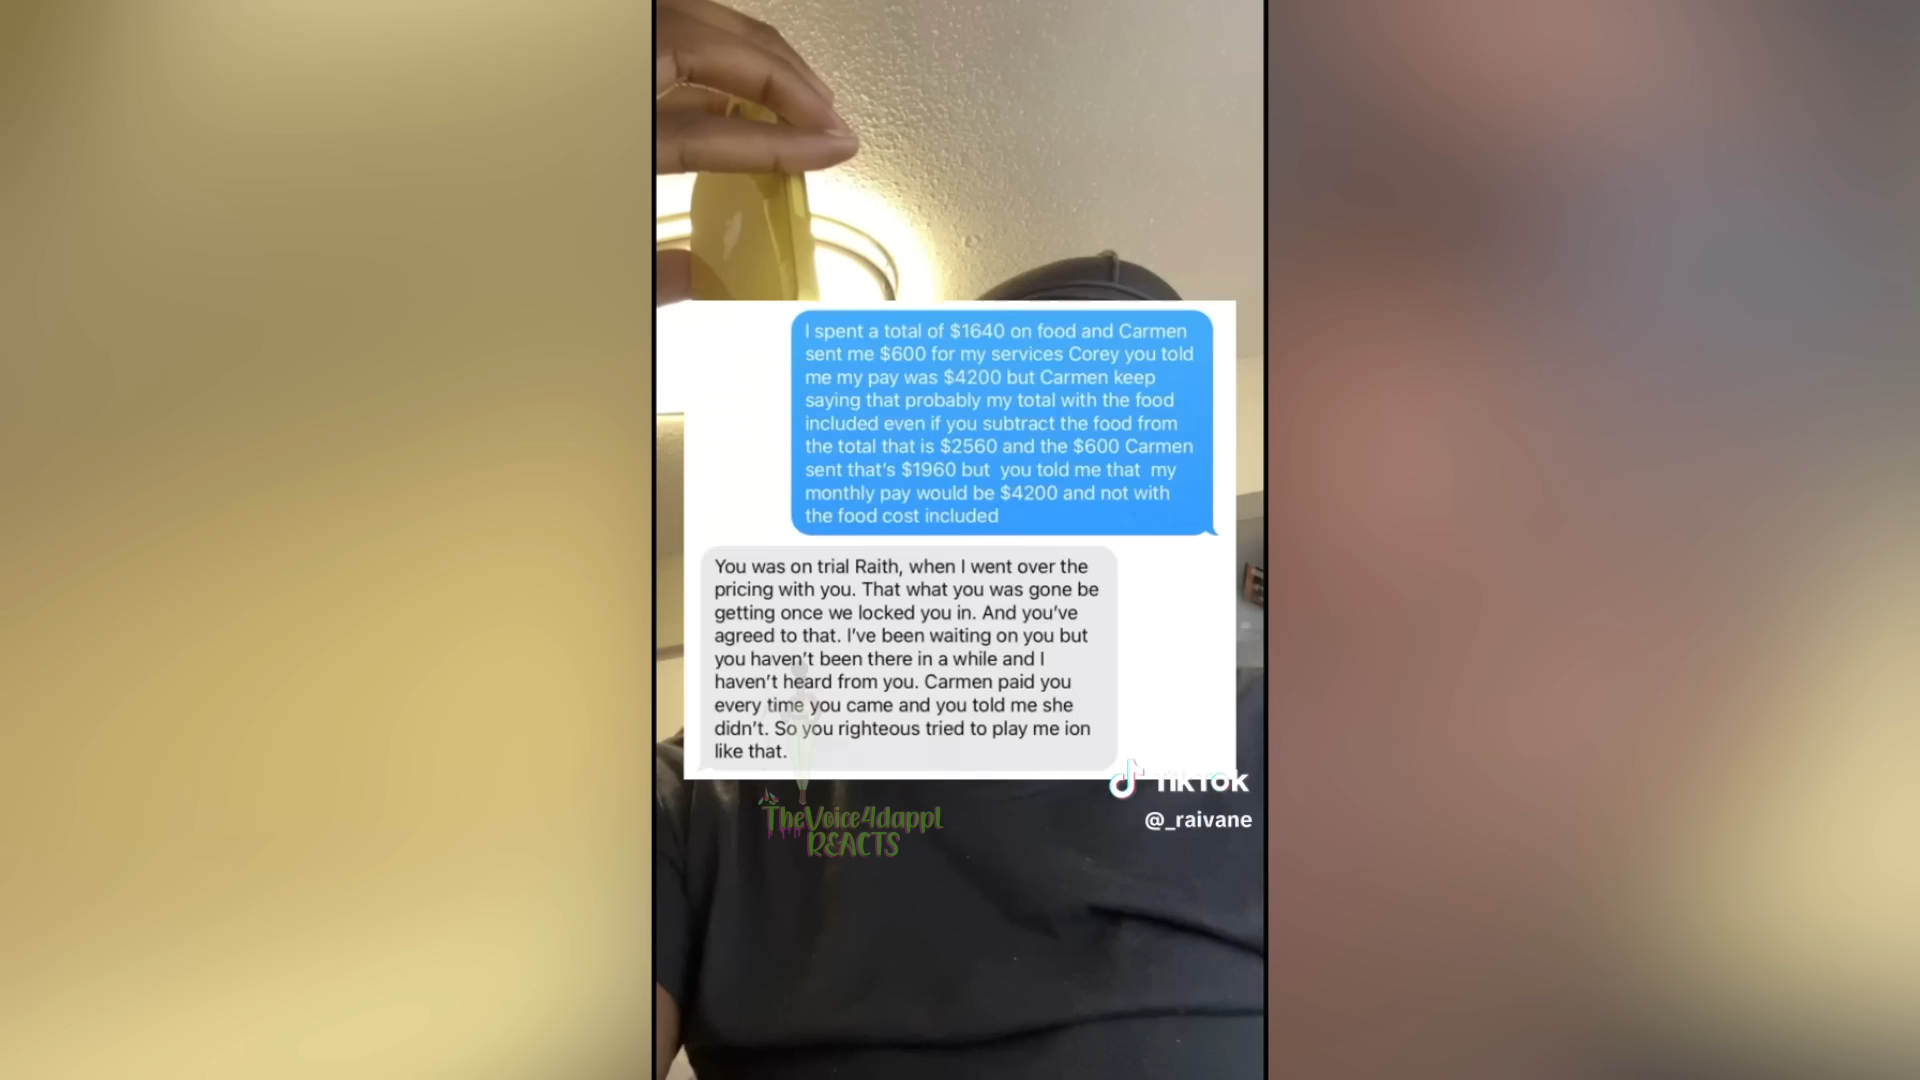 I spent a total of $1640 on food and Carmen
sent me $600 for my services Corey you told
me my pay was $4200 but Carmen keep
saying that probably my total with the food
included even if you subtract the food from
the total that is $2560 and the $600 Carmen
sent that's $1960 but  you told me that  my
monthly pay would be $4200 and not with
the food cost included
You was on trial Raith, when I went over the
pricing with you. That what you was gone be
getting once we locked you in. And you've
agreed to that. I've been waiting on you but
you haven't been there in a while and I
haven't heard from you. Carmen paid you
every time you came and you told me she
didn't. So you righteous tried to play me ion
like that.
TikTok
@_raivane
TheVoice4dappl
REACTS